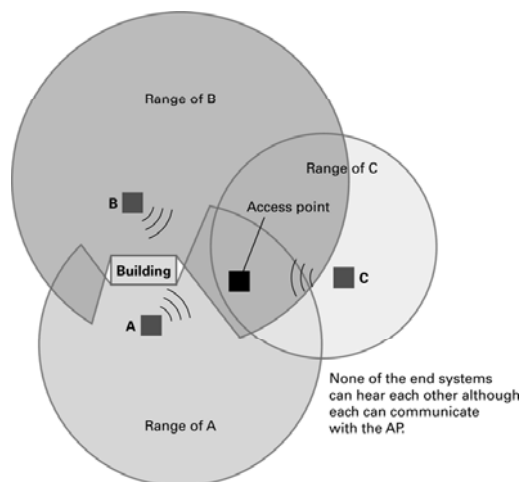 Range of B
Range of C
Access point
B
Building
C
A
None of the end systems
can hear each other although
each can communicate
with the AP.
Range of A